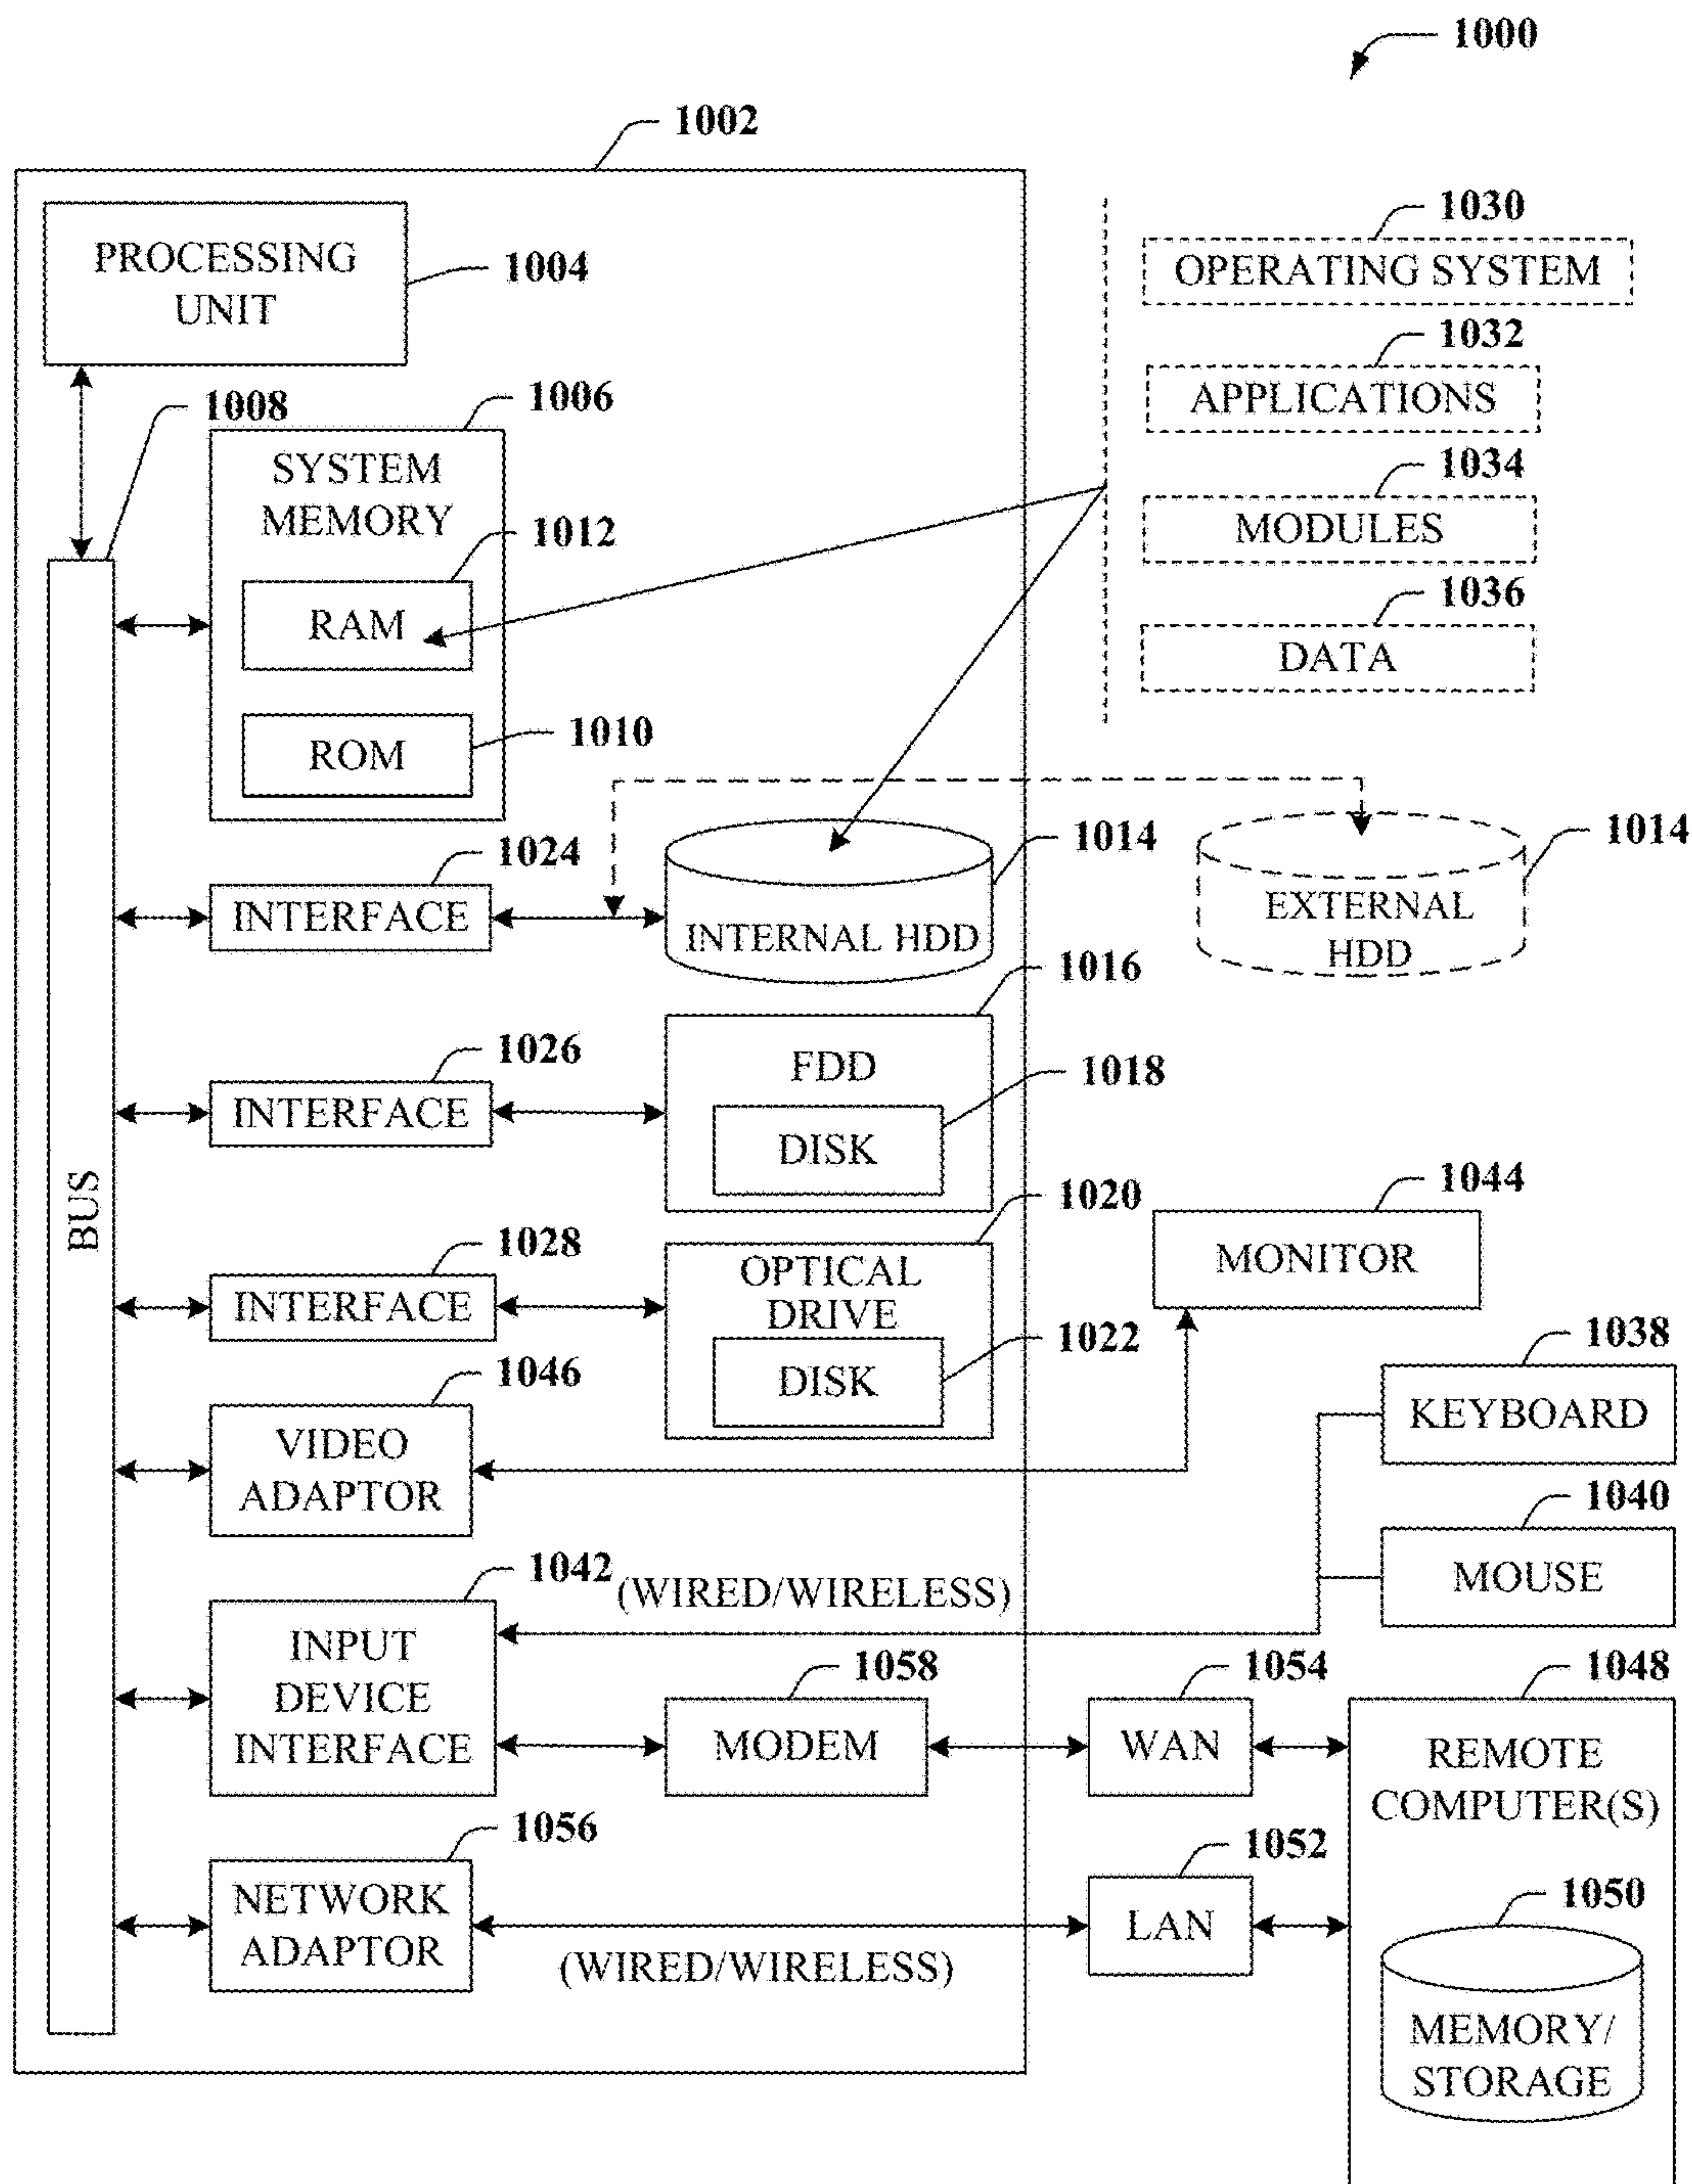 1000
1002
PROCESSING
UNIT
1004
1030
OPERATING SYSTEM
1032
APPLICATIONS
1034
MODULES
1036
DATA
1008
1006
SYSTEM
MEMORY
1012
RAM
1010
ROM
1024
INTERFACE
1014
INTERNAL HDD
1014
EXTERNAL
HDD
1026
INTERFACE
1016
FDD
1018
DISK
BUS
1028
INTERFACE
1020
OPTICAL
DRIVE
1022
DISK
1044
MONITOR
1046
VIDEO
ADAPTOR
1038
KEYBOARD
1040
MOUSE
1042
(WIRED/WIRELESS)
INPUT
DEVICE
INTERFACE
1058
MODEM
1054
WAN
1048
REMOTE
COMPUTER(S)
1056
NETWORK
ADAPTOR
(WIRED/WIRELESS)
1052
LAN
1050
MEMORY/
STORAGE